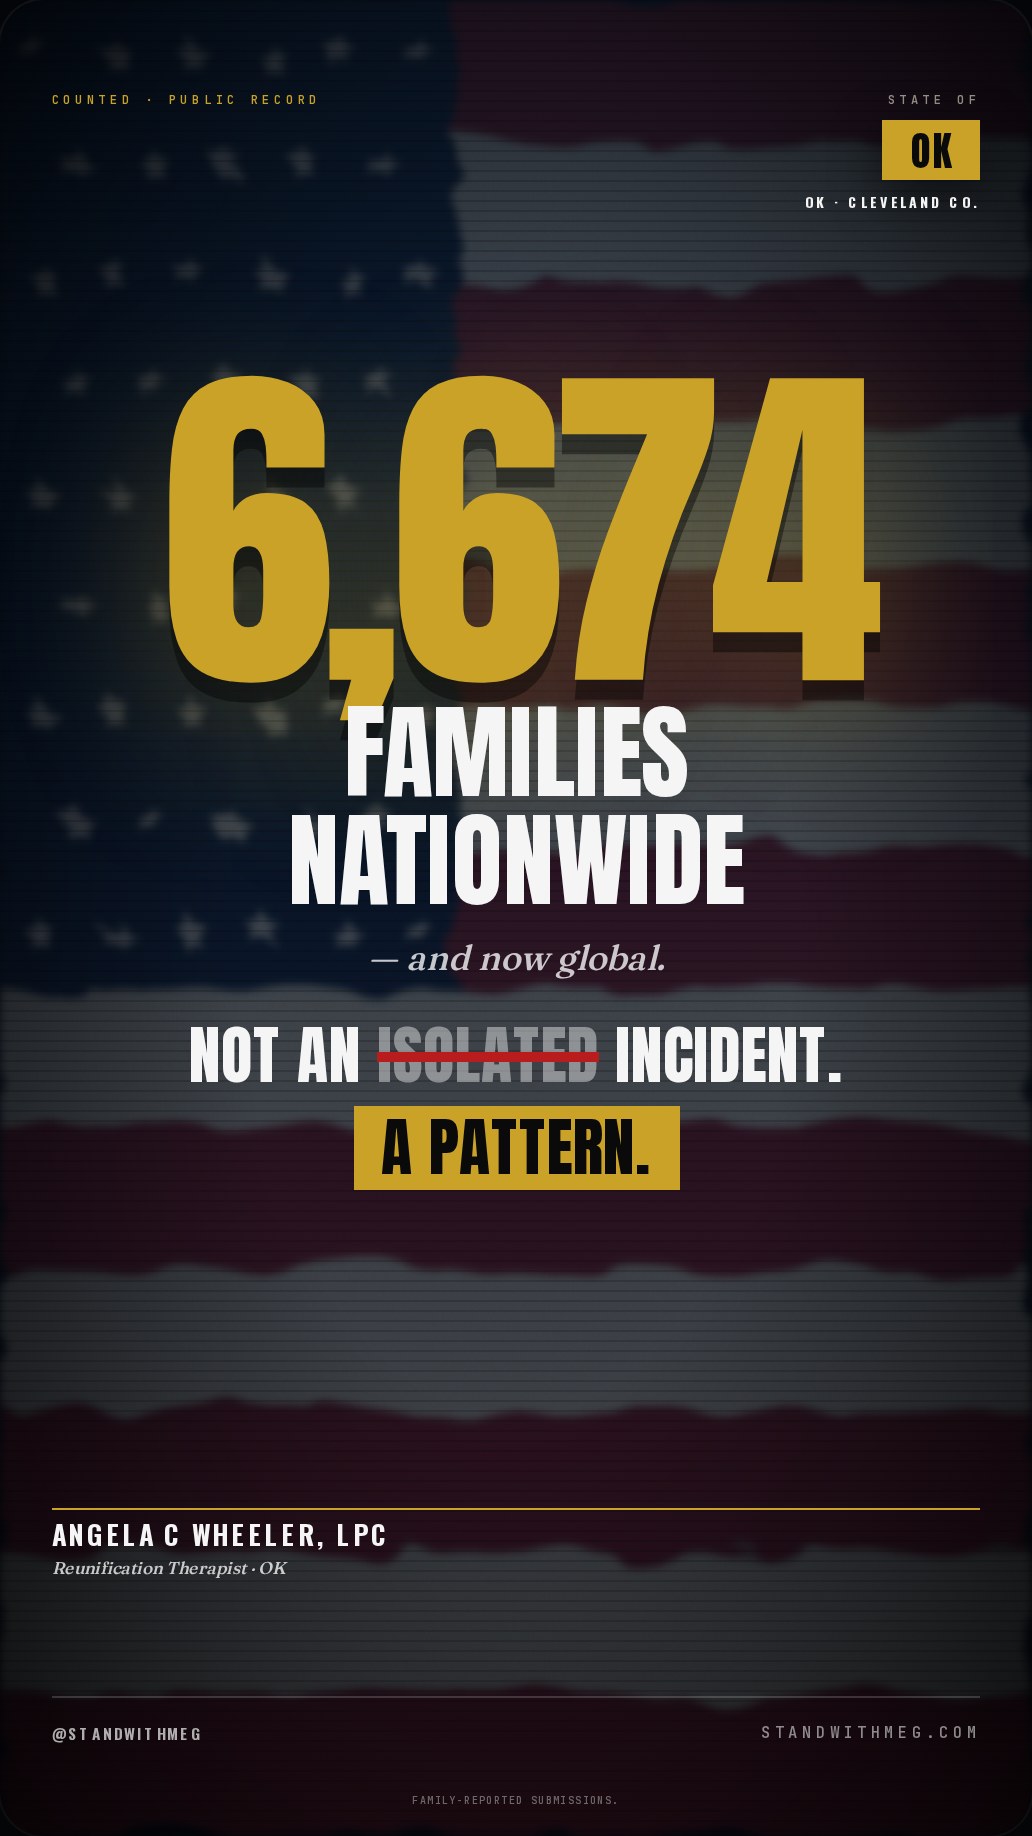 COUNTED · PUBLIC RECORD
STATE OF
OK
OK · CLEVELAND CO.
6,674
FAMILIES
NATIONWIDE
— and now global.
NOT AN ISOLATED INCIDENT.
A PATTERN.
ANGELA C WHEELER, LPC
Reunification Therapist · OK
@STANDWITHMEG
STANDWITHMEG.COM
FAMILY-REPORTED SUBMISSIONS.